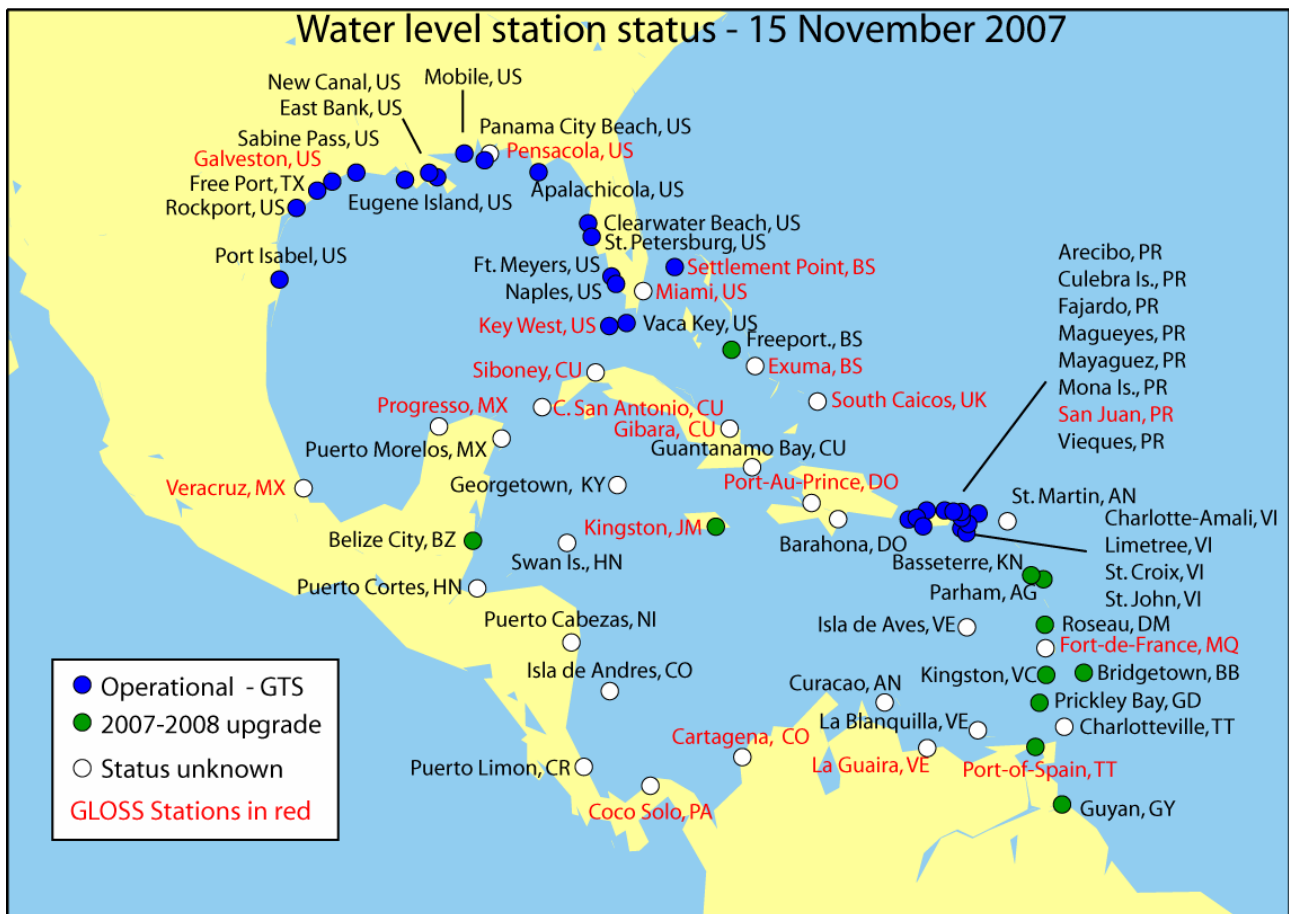 Water level station status - 15 November 2007
Mobile, US
New Canal, US
East Bank, US
Panama City Beach, US
Sabine Pass, US
Pensacola, US
Galveston, US
Free Port, TX
Apalachicola, US
Eugene Island, US
Rockport, US
Clearwater Beach, US
St. Petersburg, US
Port Isabel, US
Ft. Meyers, US
Settlement Point, BS
Naples, US
Miami, US
Key West, US
Vaca Key, US
Freeport., BS
Exuma, BS
Siboney, CU
South Caicos, UK
Progresso, MX
C. San Antonio, CU
Gibara, CU
Puerto Morelos, MX
Guantanamo Bay, CU
Arecibo, PR
Culebra Is., PR
Fajardo, PR
Magueyes, PR
Mayaguez, PR
Mona Is., PR
San Juan, PR
Vieques, PR
Veracruz, MX
Georgetown, KY
Port-Au-Prince, DO
St. Martin, AN
Kingston, JM
Charlotte-Amali, VI
Limetree, VI
St. Croix, VI
St. John, VI
Belize City, BZ
Barahona, DO
Swan Is., HN
Basseterre, KN
Puerto Cortes, HN
Parham, AG
Puerto Cabezas, NI
Isla de Aves, VE
Roseau, DM
Fort-de-France, MQ
Isla de Andres, CO
Kingston, VC
Bridgetown, BB
Curacao, AN
Prickley Bay, GD
La Blanquilla, VE
Charlotteville, TT
Cartagena, CO
La Guaira, VE
Port-of-Spain, TT
Puerto Limon, CR
Coco Solo, PA
Guyan, GY
Operational - GTS
2007-2008 upgrade
Status unknown
GLOSS Stations in red